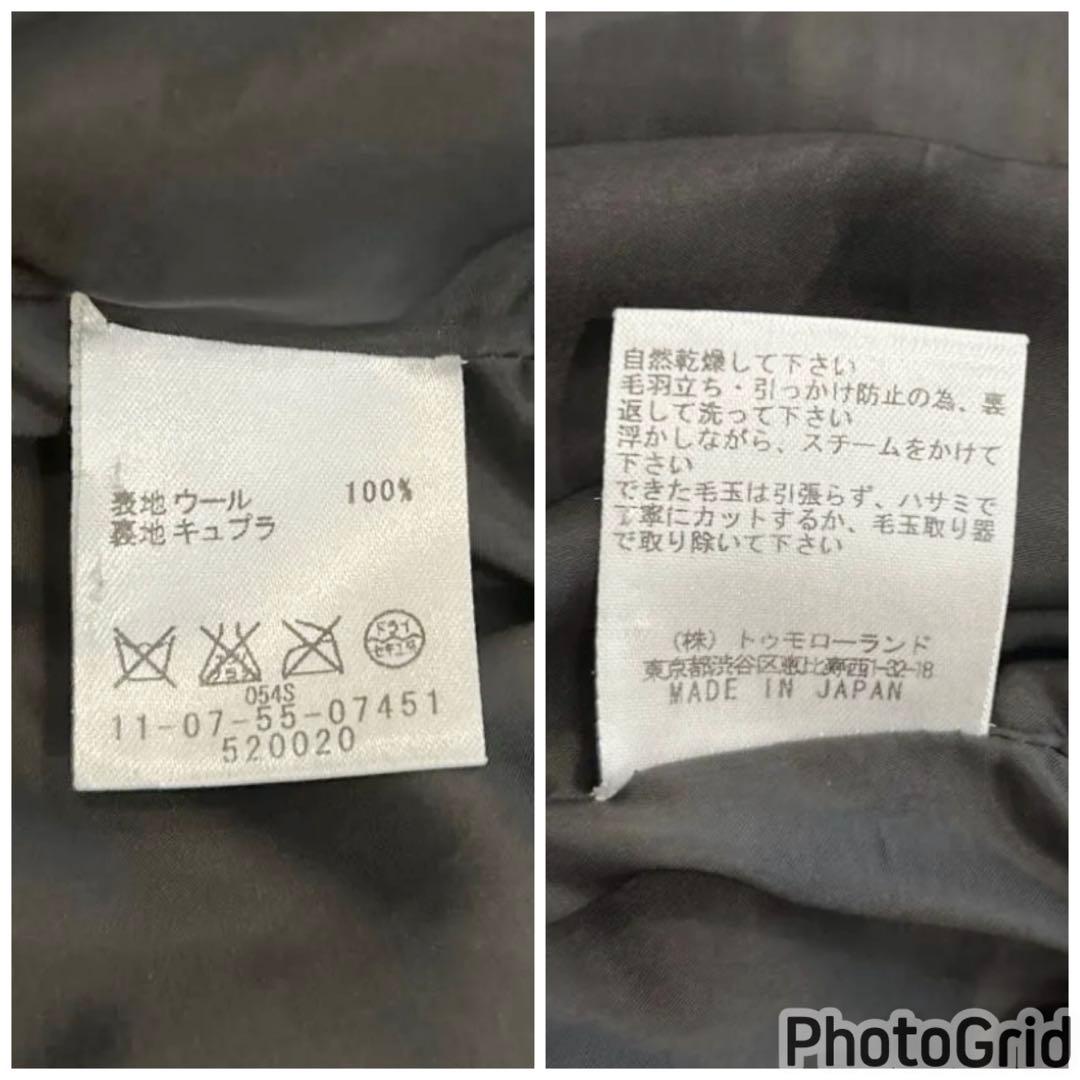 表地 ウール 100%
裏地 キュプラ
エンソ
サラシ
ドライ
セキユ系
054S
11-07-55-07451
520020
自然乾燥して下さい
毛羽立ち・引っかけ防止の為、裏
返して洗って下さい
浮かしながら、スチームをかけて
下さい
できた毛玉は引張らず、ハサミで
丁寧にカットするか、毛玉取り器
で取り除いて下さい
(株) トゥモローランド
東京都渋谷区恵比寿西1-32-18
MADE IN JAPAN
PhotoGrid